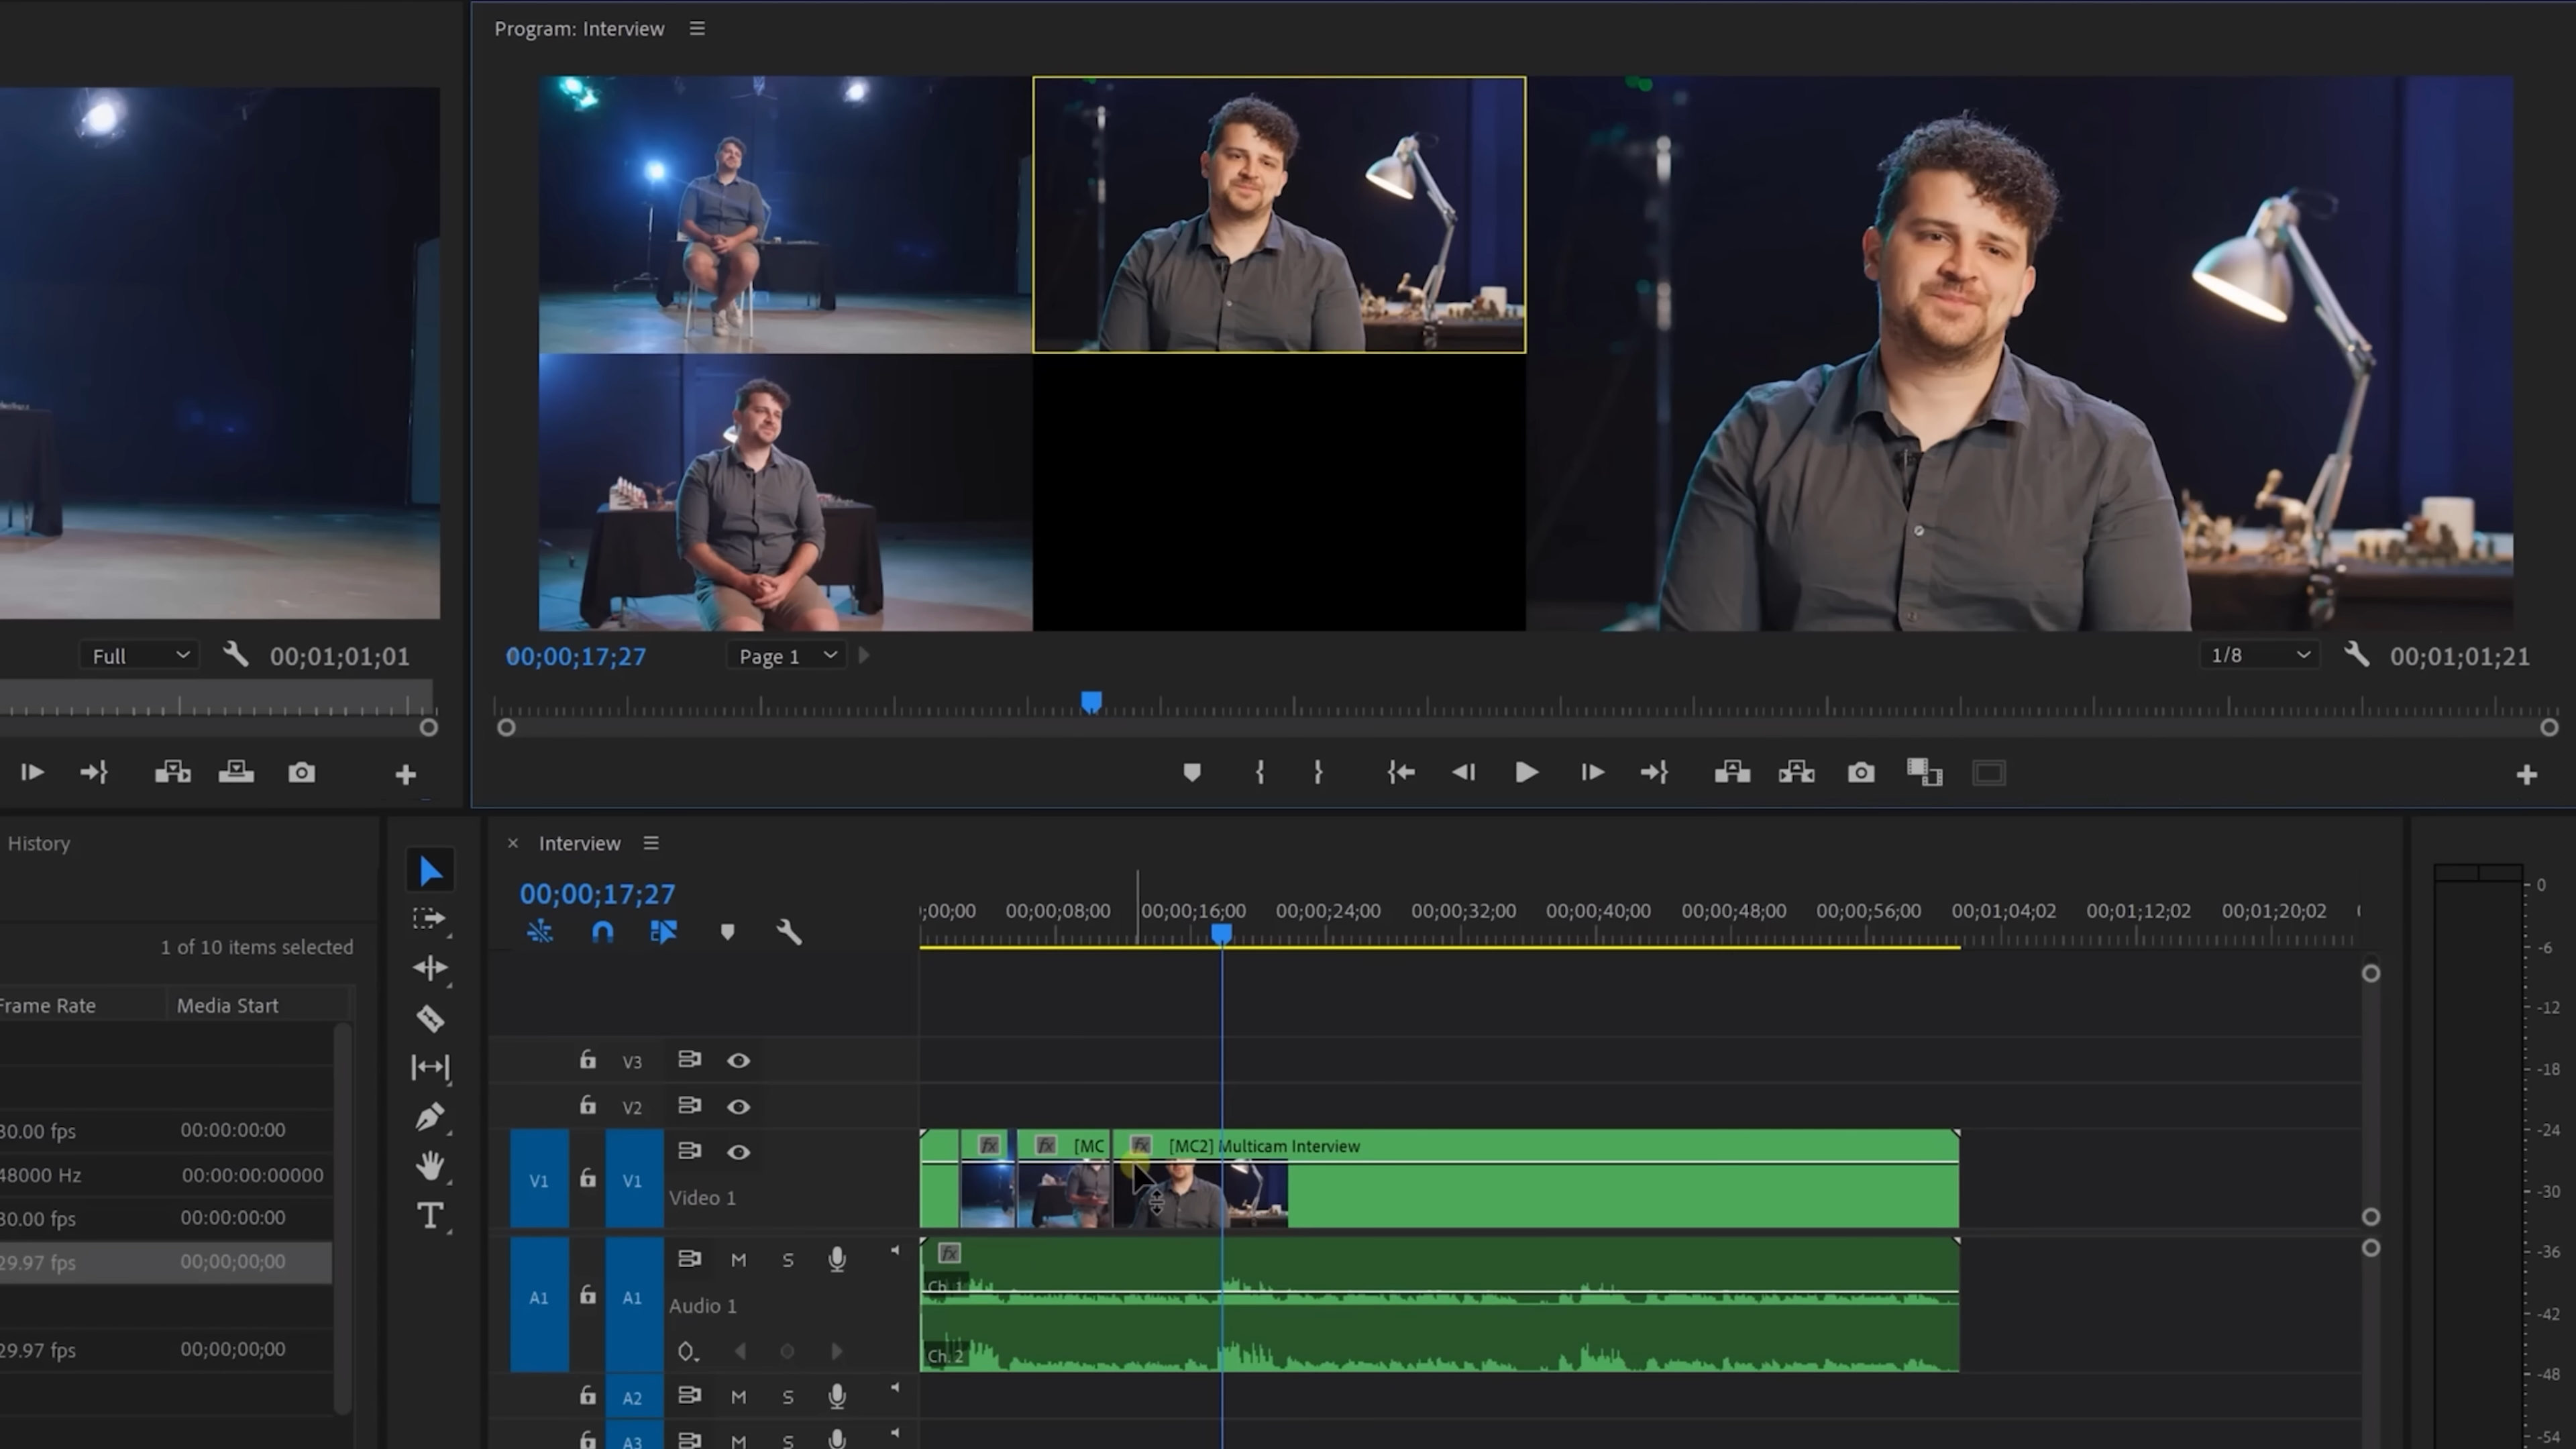 Program: Interview
Full
00;01;01;01
00;00;17;27
Page 1
1/8
00;01;01;21
History
1 of 10 items selected
Frame Rate
Media Start
30.00 fps
00:00:00:00
48000 Hz
00:00:00:00000
30.00 fps
00:00:00:00
29.97 fps
00;00;00;00
29.97 fps
00;00;00;00
T
× Interview
00;00;17;27
;00;00
00;00;08;00
00;00;16;00
00;00;24;00
00;00;32;00
00;00;40;00
00;00;48;00
00;00;56;00
00;01;04;02
00;01;12;02
00;01;20;02
V3
V2
V1
V1
Video 1
fx
fx
[MC
fx
[MC2] Multicam Interview
A1
A1
M
S
Audio 1
fx
Ch. 1
Ch. 2
A2
M
S
A3
M
S
0
-6
-12
-18
-24
-30
-36
-42
-48
-54